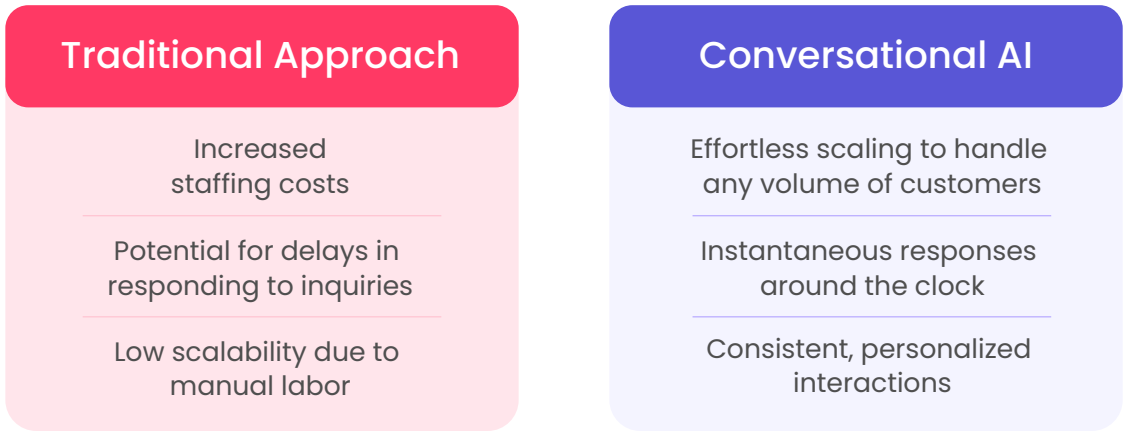 Traditional Approach
Increased
staffing costs
Potential for delays in
responding to inquiries
Low scalability due to
manual labor
Conversational AI
Effortless scaling to handle
any volume of customers
Instantaneous responses
around the clock
Consistent, personalized
interactions